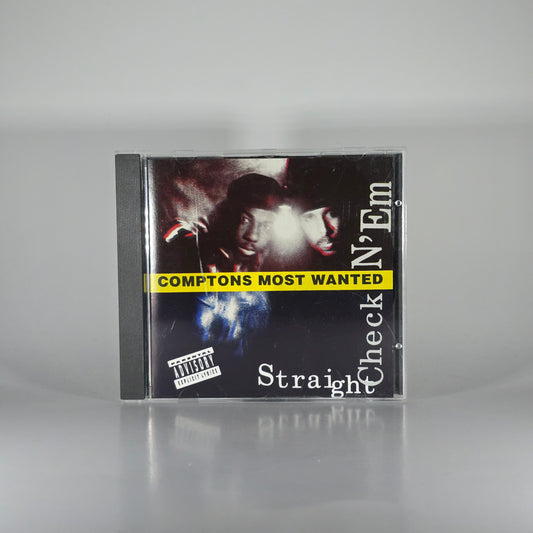 COMPTONS MOST WANTED
Straight
Check N'Em
PARENTAL
ADVISORY
EXPLICIT LYRICS